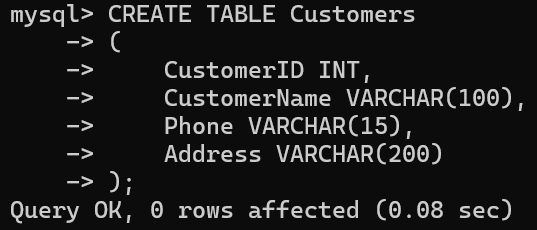 mysql> CREATE TABLE Customers
    -> (
    ->     CustomerID INT,
    ->     CustomerName VARCHAR(100),
    ->     Phone VARCHAR(15),
    ->     Address VARCHAR(200)
    -> );
Query OK, 0 rows affected (0.08 sec)